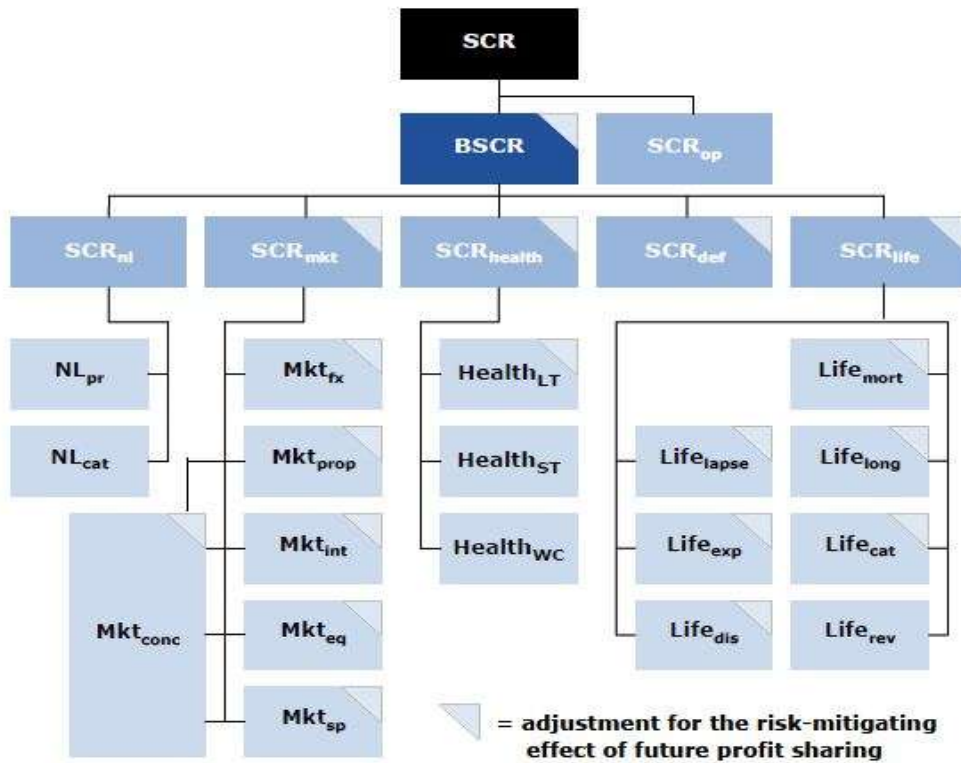 SCR
BSCR
SCRop
SCRnl
SCRmkt
SCRhealth
SCRdef
SCRlife
NLpr
Mktfx
HealthLT
Lifemort
NLcat
Mktprop
HealthST
Lifelapse
Lifelong
Mktconc
Mktint
HealthWC
Lifeexp
Lifecat
Mkteq
Lifedis
Liferev
Mktsp
= adjustment for the risk-mitigating
effect of future profit sharing